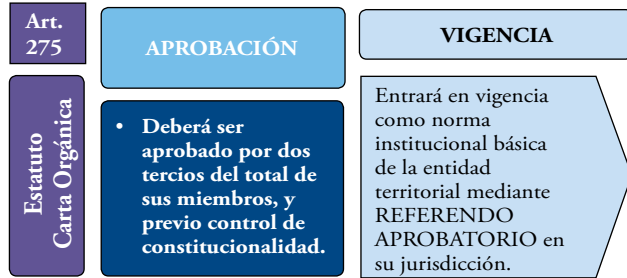 Art.
275
APROBACIÓN
VIGENCIA
Estatuto
Carta Orgánica
• Deberá ser
aprobado por dos
tercios del total de
sus miembros, y
previo control de
constitucionalidad.
Entrará en vigencia
como norma
institucional básica
de la entidad
territorial mediante
REFERENDO
APROBATORIO en
su jurisdicción.